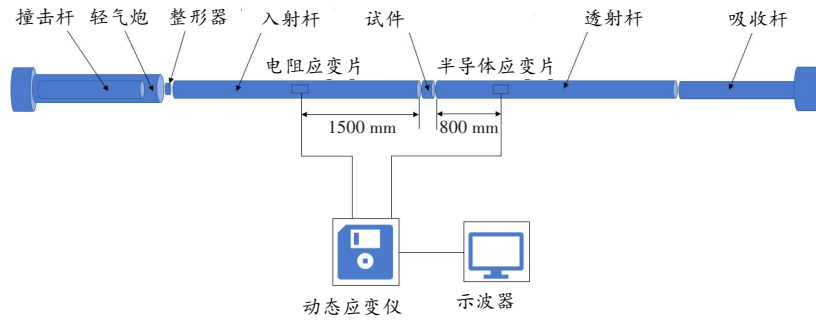 撞击杆 轻气炮 整形器 入射杆 试件 透射杆 吸收杆
电阻应变片 半导体应变片
1500 mm 800 mm
动态应变仪 示波器